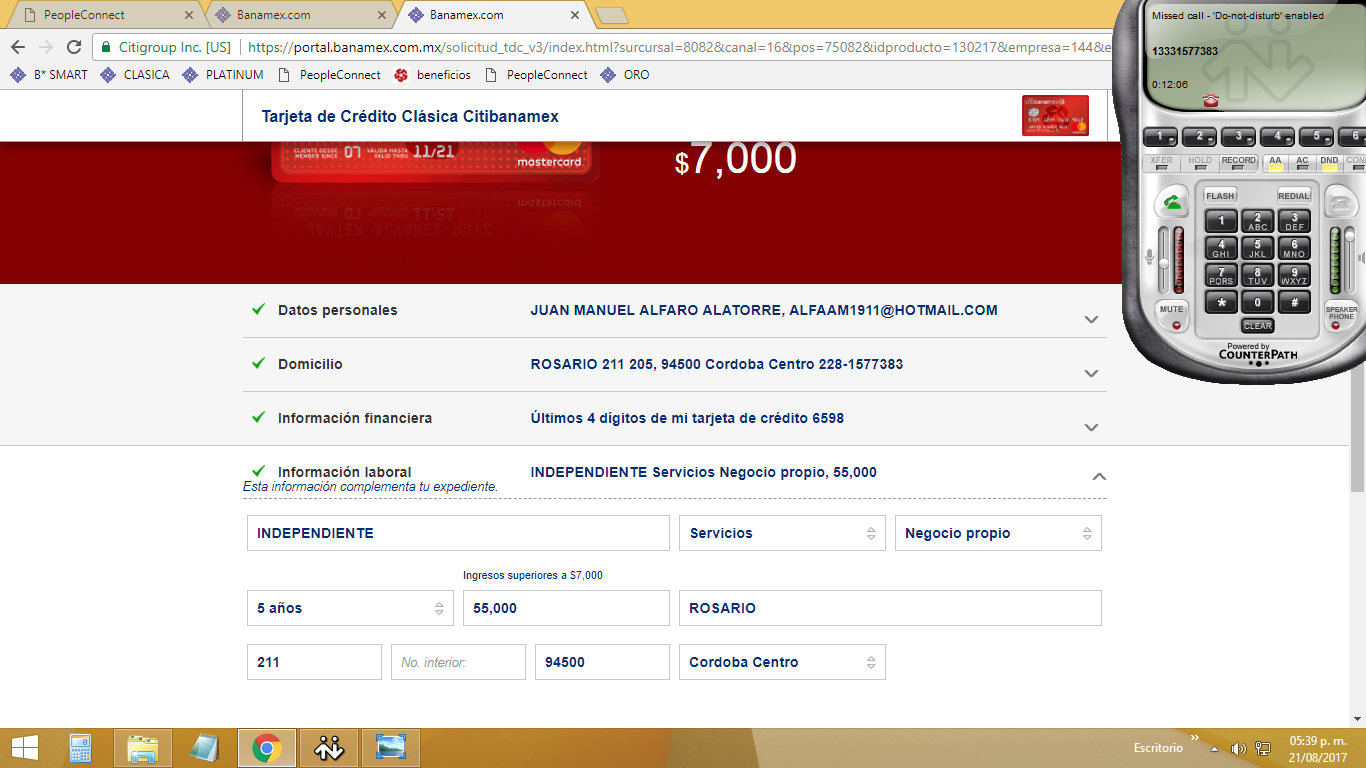 PeopleConnect
Banamex.com
Banamex.com
Citigroup Inc. [US]
https://portal.banamex.com.mx/solicitud_tdc_v3/index.html?surcursal=8082&canal=16&pos=75082&idproducto=130217&empresa=144&e
B* SMART
CLASICA
PLATINUM
PeopleConnect
beneficios
PeopleConnect
ORO
Tarjeta de Crédito Clásica Citibanamex
citibanamex
CLIENTE DESDE
MEMBER SINCE
07
VÁLIDA HASTA
VALID THRU
11/21
mastercard
$7,000
Datos personales
JUAN MANUEL ALFARO ALATORRE, ALFAAM1911@HOTMAIL.COM
Domicilio
ROSARIO 211 205, 94500 Cordoba Centro 228-1577383
Información financiera
Últimos 4 dígitos de mi tarjeta de crédito 6598
Información laboral
INDEPENDIENTE Servicios Negocio propio, 55,000
Esta información complementa tu expediente.
INDEPENDIENTE
Servicios
Negocio propio
Ingresos superiores a $7,000
5 años
55,000
ROSARIO
211
No. interior:
94500
Cordoba Centro
Missed call - 'Do-not-disturb' enabled
13331577383
0:12:06
1 2 3 4 5 6
XFER HOLD RECORD AA AC DND CON
FLASH
REDIAL
1
2 ABC
3 DEF
4 GHI
5 JKL
6 MNO
7 PQRS
8 TUV
9 WXYZ
* 0 #
MUTE
CLEAR
SPEAKER PHONE
Powered by
COUNTERPATH
Escritorio
05:39 p. m.
21/08/2017